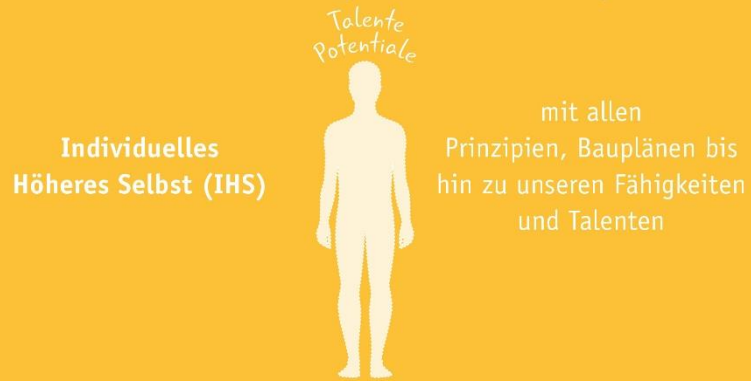 Talente
Potentiale
Individuelles
Höheres Selbst (IHS)
mit allen
Prinzipien, Bauplänen bis
hin zu unseren Fähigkeiten
und Talenten